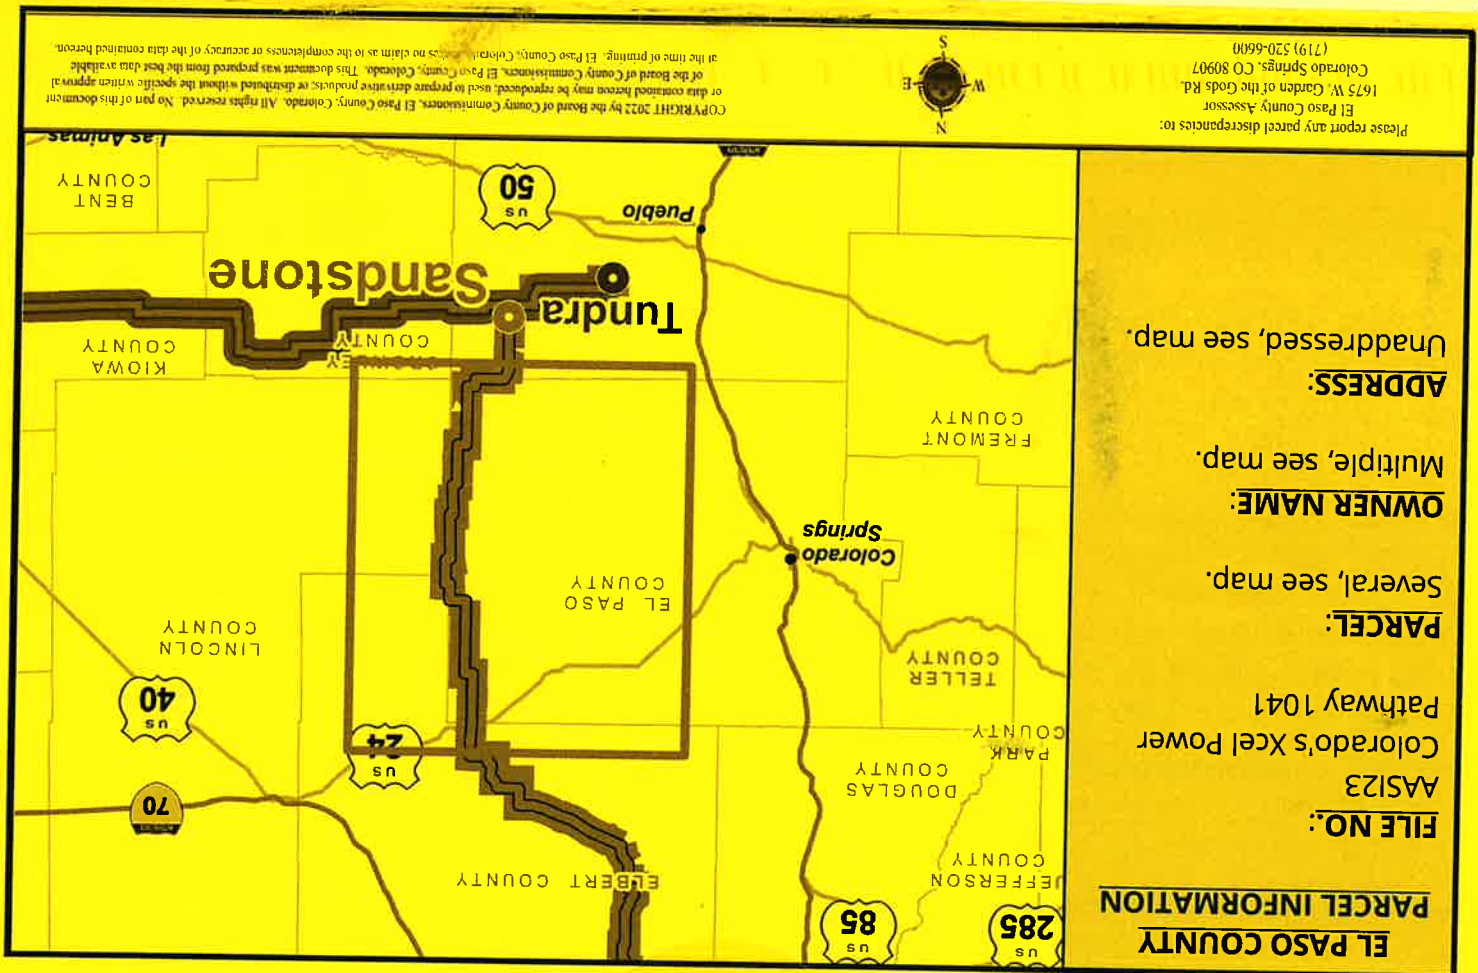 EL PASO COUNTY
PARCEL INFORMATION
FILE NO.:
AASI23
Colorado's Xcel Power
Pathway 1041
PARCEL:
Several, see map.
OWNER NAME:
Multiple, see map.
ADDRESS:
Unaddressed, see map.
US
285
US
85
JEFFERSON
COUNTY
ELBERT COUNTY
70
DOUGLAS
COUNTY
PARK
COUNTY
US
24
US
40
TELLER
COUNTY
LINCOLN
COUNTY
EL PASO
COUNTY
Colorado
Springs
FREMONT
COUNTY
CROWLEY
COUNTY
KIOWA
COUNTY
Tundra
Sandstone
Pueblo
US
50
BENT
COUNTY
Las Animas
Please report any parcel discrepancies to:
El Paso County Assessor
1675 W. Garden of the Gods Rd.
Colorado Springs, CO 80907
(719) 520-6600
N
W
E
S
COPYRIGHT 2022 by the Board of County Commissioners, El Paso County, Colorado. All rights reserved. No part of this document
or data contained hereon may be reproduced; used to prepare derivative products; or distributed without the specific written approval
of the Board of County Commissioners, El Paso County, Colorado. This document was prepared from the best data available
at the time of printing. El Paso County, Colorado, makes no claim as to the completeness or accuracy of the data contained hereon.